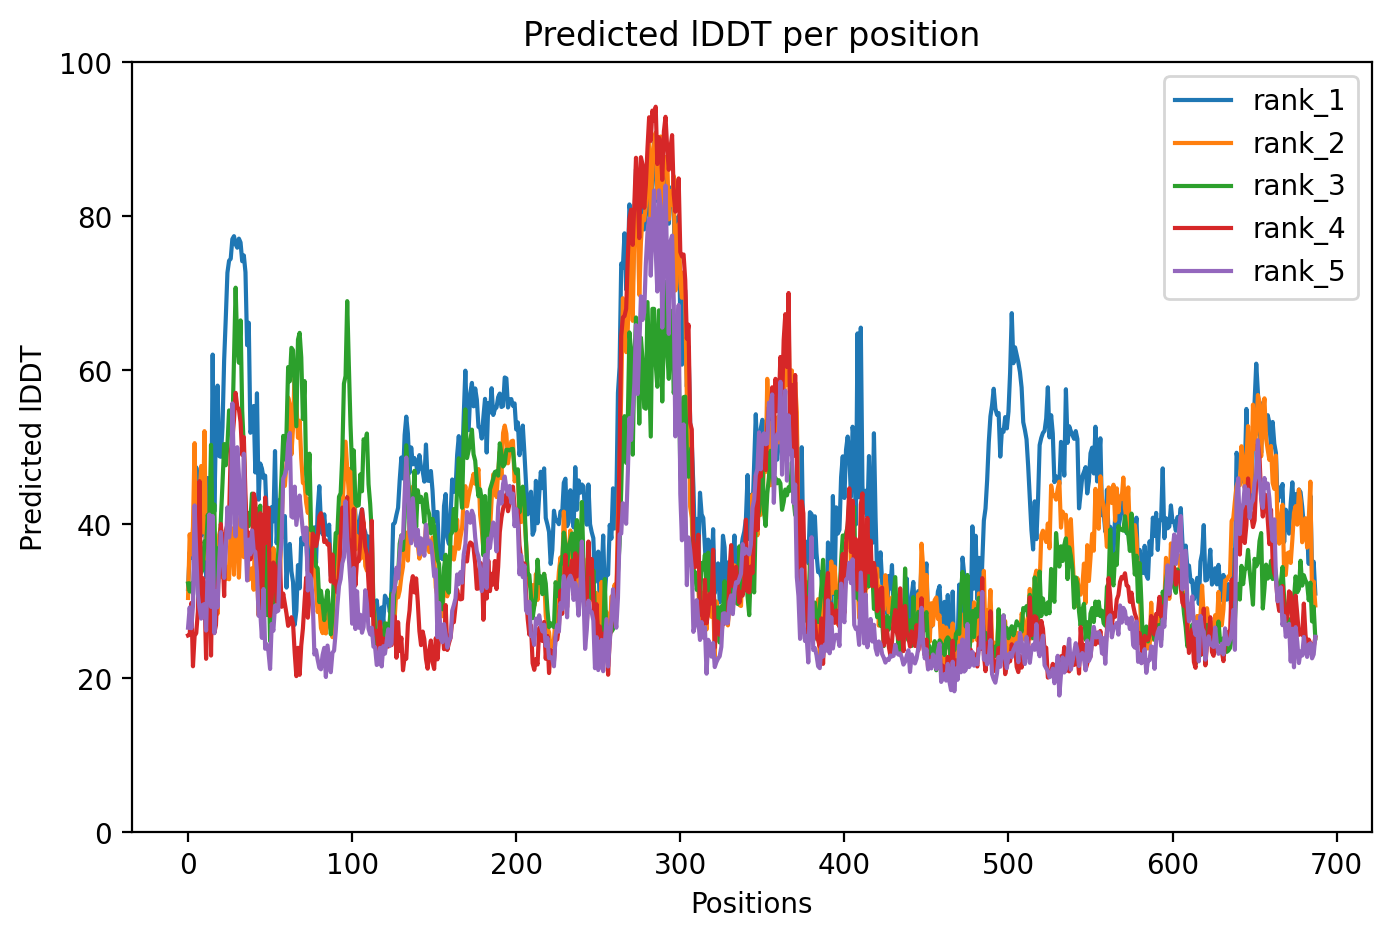 Predicted lDDT per position
100
80
60
40
20
0
Predicted lDDT
0 100 200 300 400 500 600 700
Positions
rank_1
rank_2
rank_3
rank_4
rank_5